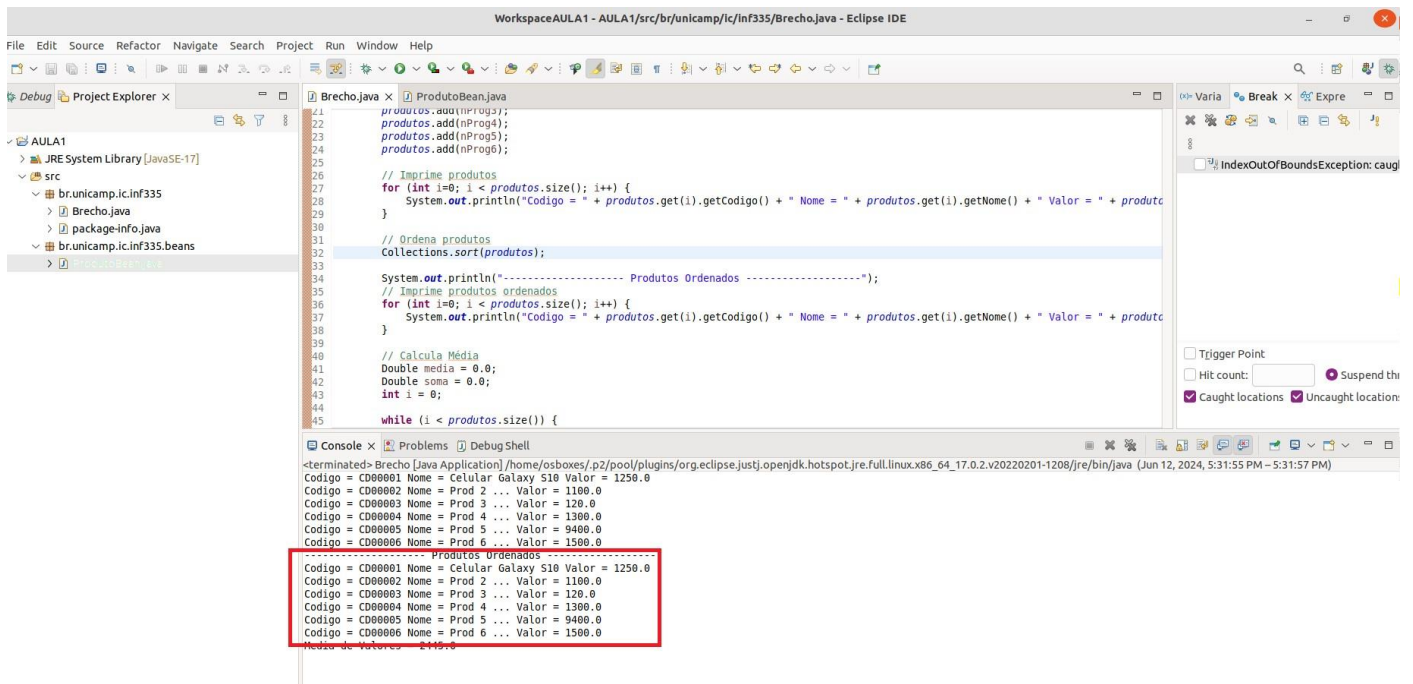 WorkspaceAULA1 - AULA1/src/br/unicamp/ic/inf335/Brecho.java - Eclipse IDE
File Edit Source Refactor Navigate Search Project Run Window Help
Debug Project Explorer
AULA1
JRE System Library [JavaSE-17]
src
br.unicamp.ic.inf335
Brecho.java
package-info.java
br.unicamp.ic.inf335.beans
ProdutoBean.java
Brecho.java ProdutoBean.java
21 produtos.add(nProg3);
22 produtos.add(nProg4);
23 produtos.add(nProg5);
24 produtos.add(nProg6);
25
26 // Imprime produtos
27 for (int i=0; i < produtos.size(); i++) {
28 System.out.println("Codigo = " + produtos.get(i).getCodigo() + " Nome = " + produtos.get(i).getNome() + " Valor = " + produto
29 }
30
31 // Ordena produtos
32 Collections.sort(produtos);
33
34 System.out.println("-------------------- Produtos Ordenados -------------------");
35 // Imprime produtos ordenados
36 for (int i=0; i < produtos.size(); i++) {
37 System.out.println("Codigo = " + produtos.get(i).getCodigo() + " Nome = " + produtos.get(i).getNome() + " Valor = " + produto
38 }
39
40 // Calcula Média
41 Double media = 0.0;
42 Double soma = 0.0;
43 int i = 0;
44
45 while (i < produtos.size()) {
Varia Break Expre
IndexOutOfBoundsException: caugl
Trigger Point
Hit count: Suspend thr
Caught locations Uncaught location:
Console Problems Debug Shell
<terminated> Brecho [Java Application] /home/osboxes/.p2/pool/plugins/org.eclipse.justj.openjdk.hotspot.jre.full.linux.x86_64_17.0.2.v20220201-1208/jre/bin/java (Jun 12, 2024, 5:31:55 PM – 5:31:57 PM)
Codigo = CD00001 Nome = Celular Galaxy S10 Valor = 1250.0
Codigo = CD00002 Nome = Prod 2 ... Valor = 1100.0
Codigo = CD00003 Nome = Prod 3 ... Valor = 120.0
Codigo = CD00004 Nome = Prod 4 ... Valor = 1300.0
Codigo = CD00005 Nome = Prod 5 ... Valor = 9400.0
Codigo = CD00006 Nome = Prod 6 ... Valor = 1500.0
-------------------- Produtos Ordenados -------------------
Codigo = CD00001 Nome = Celular Galaxy S10 Valor = 1250.0
Codigo = CD00002 Nome = Prod 2 ... Valor = 1100.0
Codigo = CD00003 Nome = Prod 3 ... Valor = 120.0
Codigo = CD00004 Nome = Prod 4 ... Valor = 1300.0
Codigo = CD00005 Nome = Prod 5 ... Valor = 9400.0
Codigo = CD00006 Nome = Prod 6 ... Valor = 1500.0
Media de Valores = 2445.0